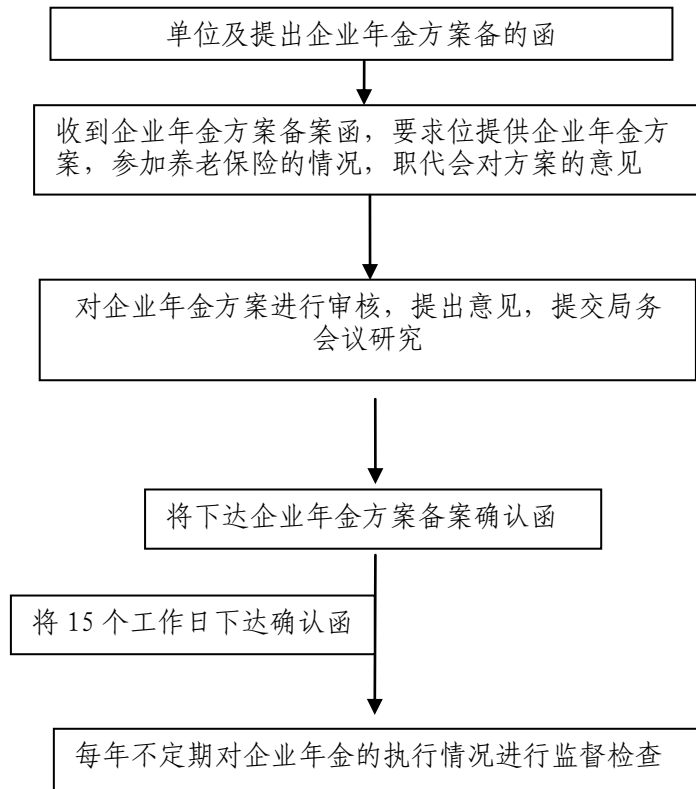 单位及提出企业年金方案备的函
收到企业年金方案备案函，要求位提供企业年金方
案，参加养老保险的情况，职代会对方案的意见
对企业年金方案进行审核，提出意见，提交局务
会议研究
将下达企业年金方案备案确认函
将 15 个工作日下达确认函
每年不定期对企业年金的执行情况进行监督检查